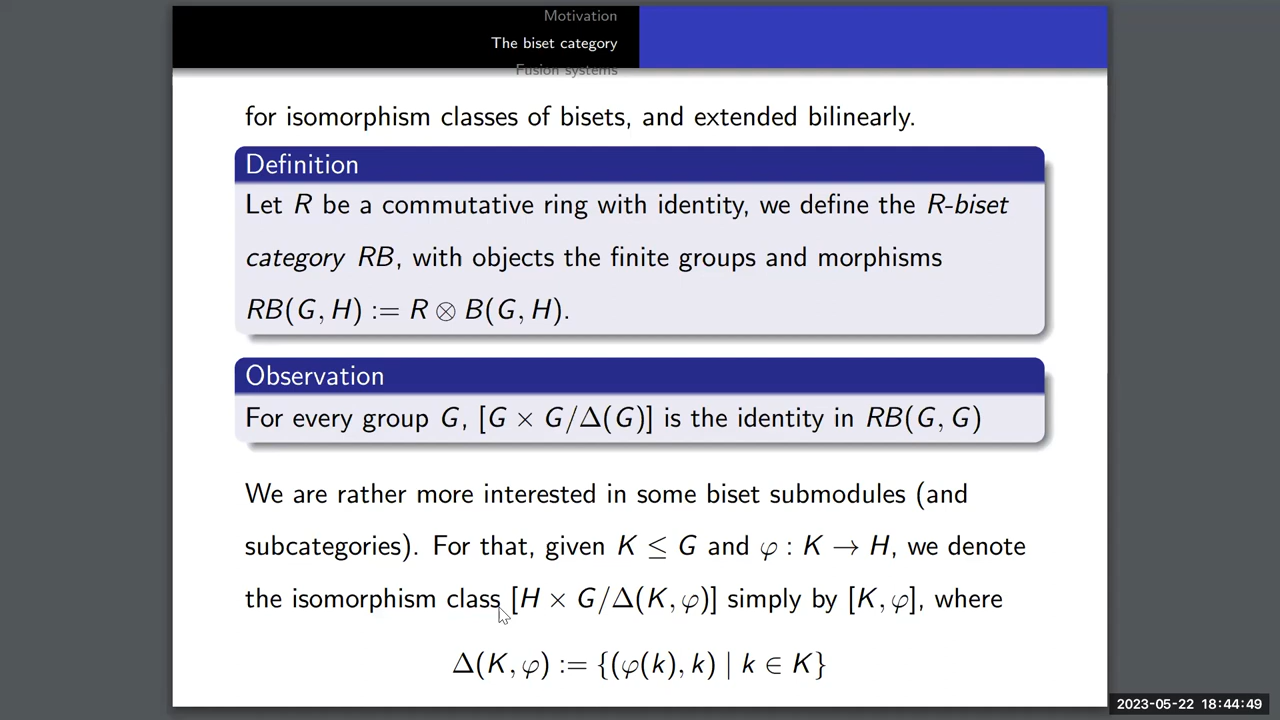 Motivation
The biset category
Fusion systems
for isomorphism classes of bisets, and extended bilinearly.
Definition
Let R be a commutative ring with identity, we define the R-biset
category RB, with objects the finite groups and morphisms
RB(G, H) := R ⊗ B(G, H).
Observation
For every group G, [G × G/Δ(G)] is the identity in RB(G, G)
We are rather more interested in some biset submodules (and
subcategories). For that, given K ≤ G and φ : K → H, we denote
the isomorphism class [H × G/Δ(K, φ)] simply by [K, φ], where
Δ(K, φ) := {(φ(k), k) | k ∈ K}
2023-05-22 18:44:49